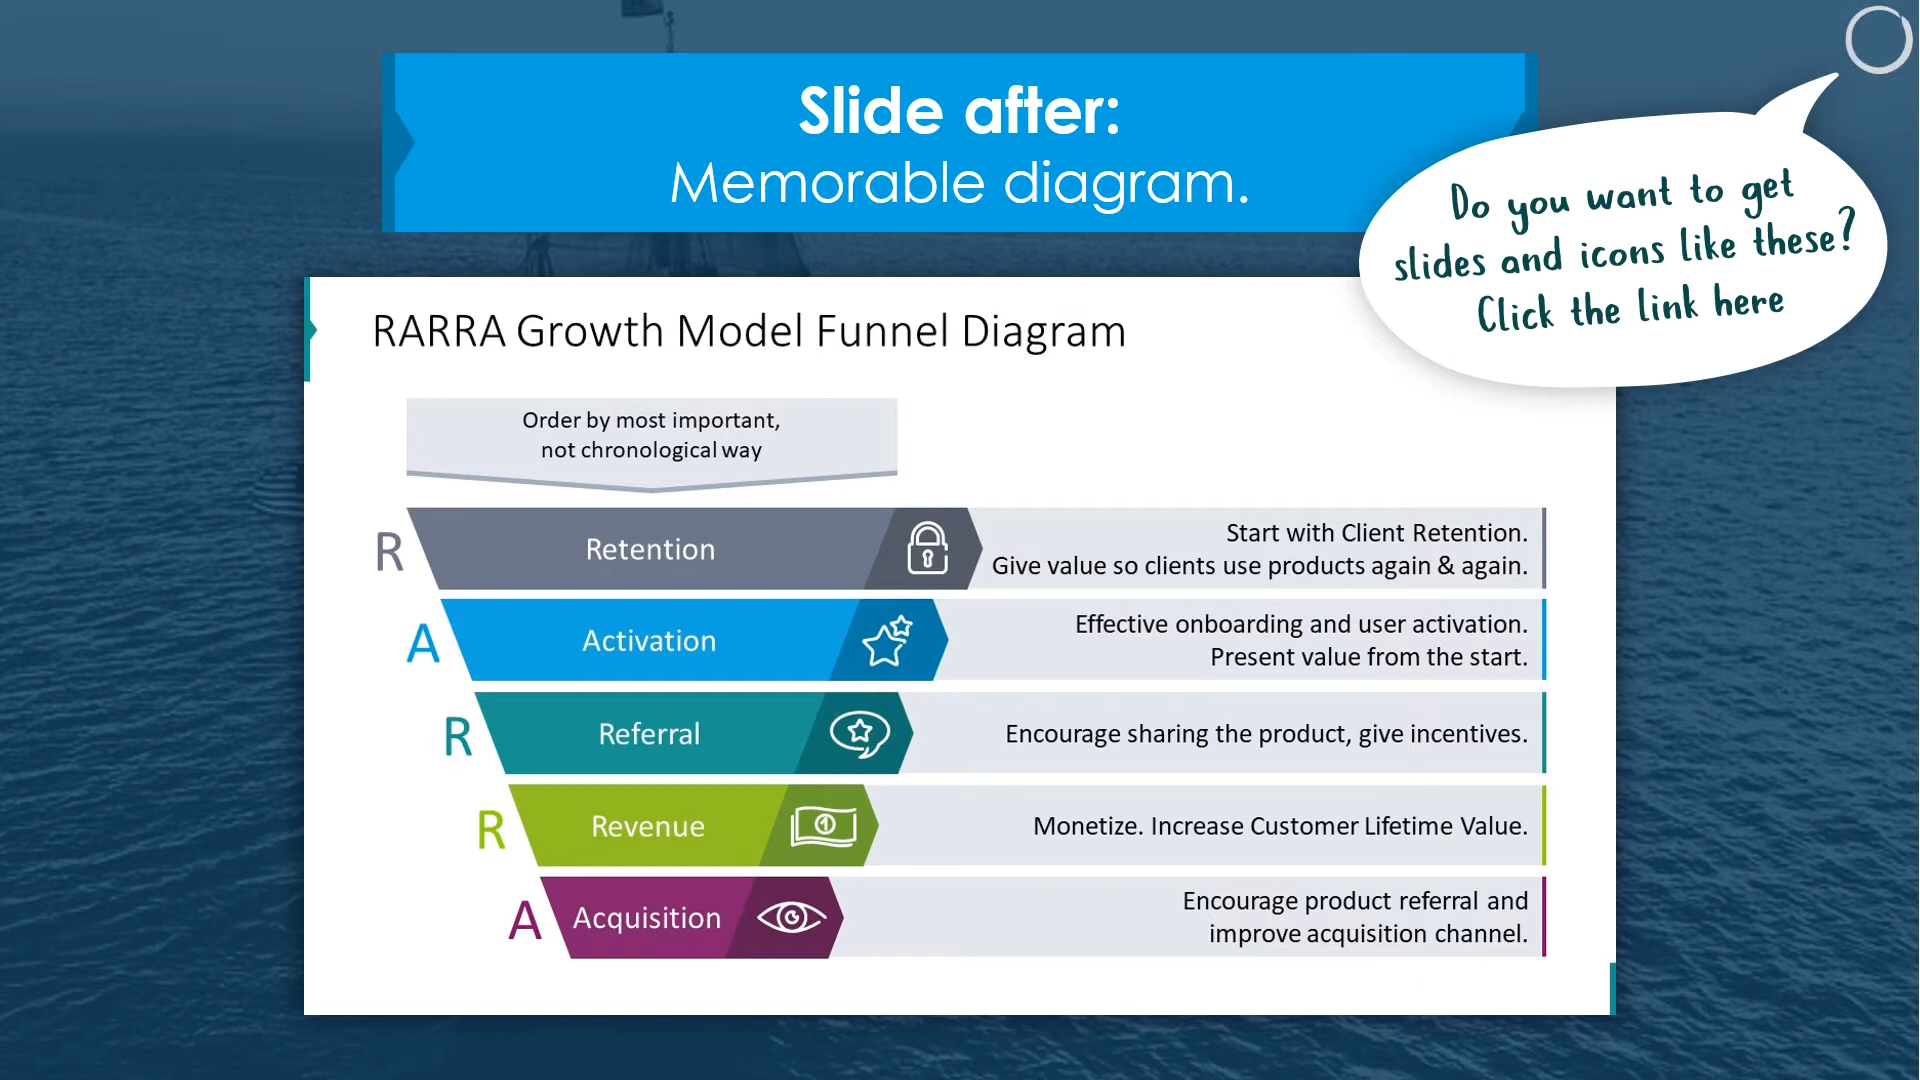 Slide after:
Memorable diagram.
Do you want to get
slides and icons like these?
Click the link here
RARRA Growth Model Funnel Diagram
Order by most important,
not chronological way
R
Retention
Start with Client Retention.
Give value so clients use products again & again.
A
Activation
Effective onboarding and user activation.
Present value from the start.
R
Referral
Encourage sharing the product, give incentives.
R
Revenue
1
Monetize. Increase Customer Lifetime Value.
A
Acquisition
Encourage product referral and
improve acquisition channel.